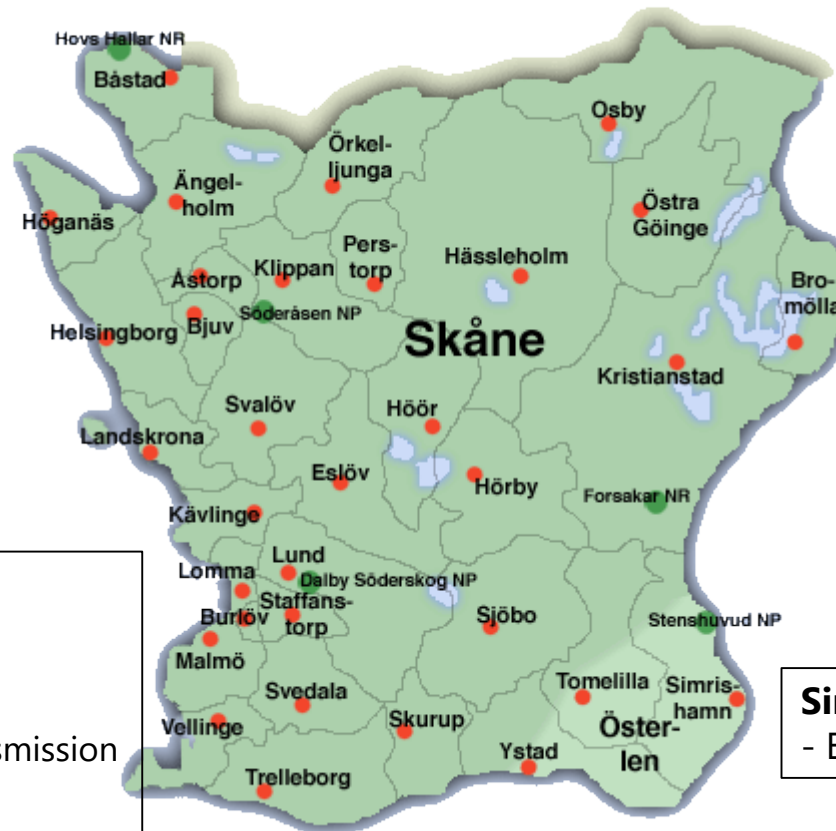 Hovs Hallar NR
Båstad
Osby
Örkel-
ljunga
Ängel-
holm
Östra
Göinge
Höganäs
Pers-
torp
Hässleholm
Klippan
Åstorp
Bro-
mölla
Söderåsen NP
Bjuv
Helsingborg
Skåne
Kristianstad
Svalöv
Höör
Landskrona
Eslöv
Hörby
Forsakar NR
Kävlinge
Lund
Lomma
Dalby Söderskog NP
Staffans-
torp
Burlöv
Sjöbo
Stenshuvud NP
Malmö
Tomelilla
Simris-
hamn
Svedala
Vellinge
Skurup
Öster-
len
Ystad
Trelleborg
smission
Si
-